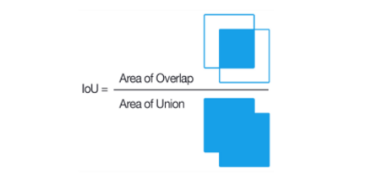 Area of Overlap
IoU =
Area of Union